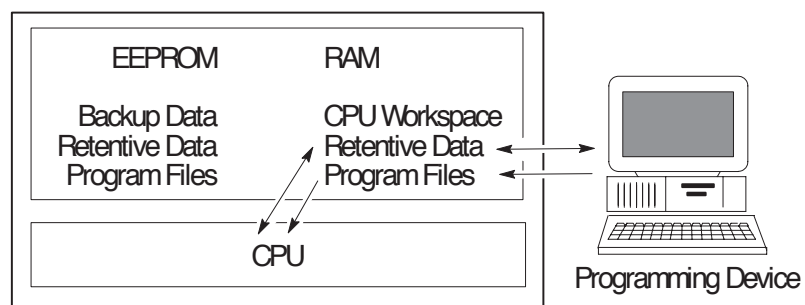 EEPROM RAM
Backup Data CPU Workspace
Retentive Data Retentive Data
Program Files Program Files
CPU
Programming Device